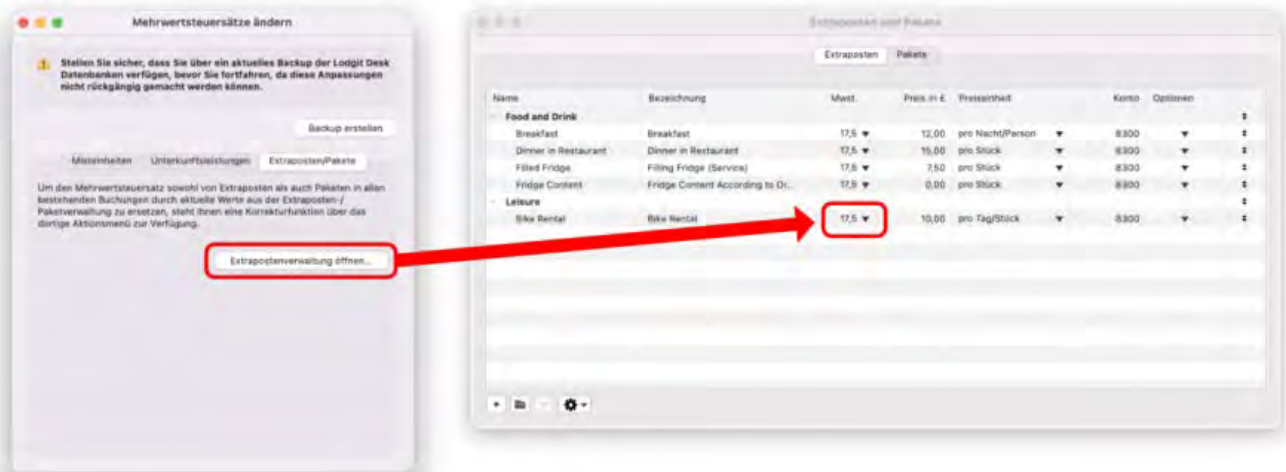 Mehrwertsteuersätze ändern
Stellen Sie sicher, dass Sie über ein aktuelles Backup der Lodgit Desk
Datenbanken verfügen, bevor Sie fortfahren, da diese Anpassungen
nicht rückgängig gemacht werden können.
Backup erstellen
Mieteinheiten Unterkunftsleistungen Extraposten/Pakete
Um den Mehrwertsteuersatz sowohl von Extraposten als auch Paketen in allen
bestehenden Buchungen durch aktuelle Werte aus der Extraposten-/
Paketverwaltung zu ersetzen, steht Ihnen eine Korrekturfunktion über das
dortige Aktionsmenü zur Verfügung.
Extrapostenverwaltung öffnen...
Extraposten und Pakete
Extraposten Pakete
Name Bezeichnung Mwst. Preis in £ Preiseinheit Konto Optionen
Food and Drink
Breakfast Breakfast 17,5 12,00 pro Nacht/Person 8300
Dinner in Restaurant Dinner in Restaurant 17,5 15,00 pro Stück 8300
Filled Fridge Filling Fridge (Service) 17,5 7,50 pro Stück 8300
Fridge Content Fridge Content According to Or... 17,5 0,00 pro Stück 8300
Leisure
Bike Rental Bike Rental 17,5 10,00 pro Tag/Stück 8300